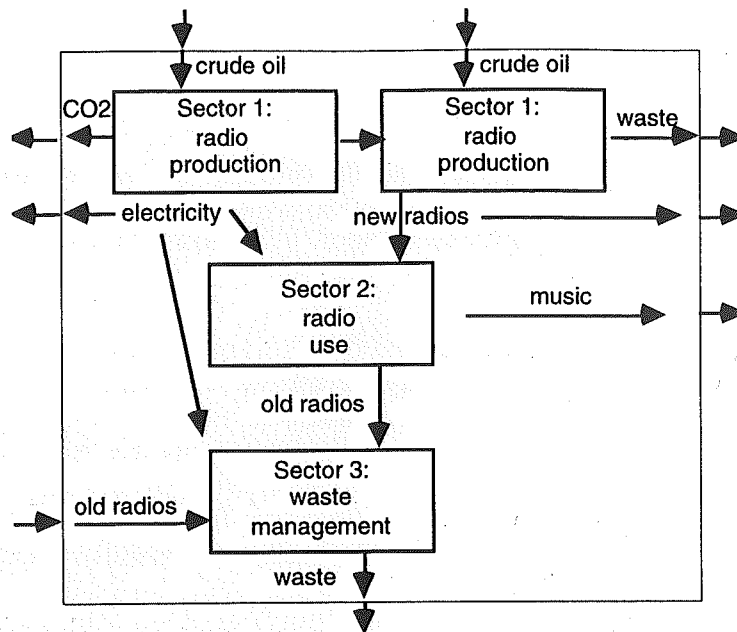 crude oil
crude oil
CO2
Sector 1:
radio
production
Sector 1:
radio
production
waste
electricity
new radios
Sector 2:
radio
use
music
old radios
Sector 3:
waste
management
old radios
waste